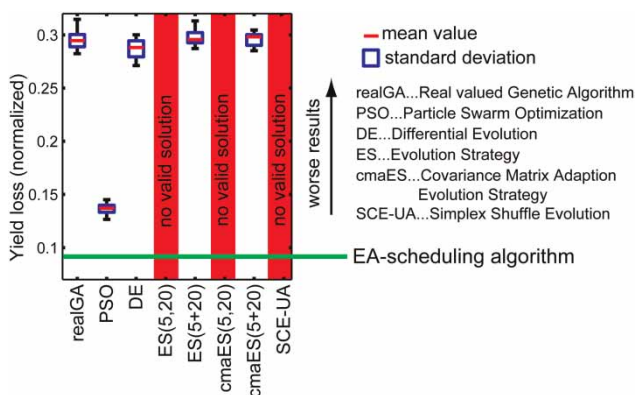 0.3
0.25
0.2
0.15
0.1
Yield loss (normalized)
no valid solution
no valid solution
no valid solution
realGA
PSO
DE
ES(5,20)
ES(5+20)
cmaES(5,20)
cmaES(5+20)
SCE-UA
mean value
standard deviation
worse results
realGA...Real valued Genetic Algorithm
PSO...Particle Swarm Optimization
DE...Differential Evolution
ES...Evolution Strategy
cmaES...Covariance Matrix Adaption
Evolution Strategy
SCE-UA...Simplex Shuffle Evolution
EA-scheduling algorithm